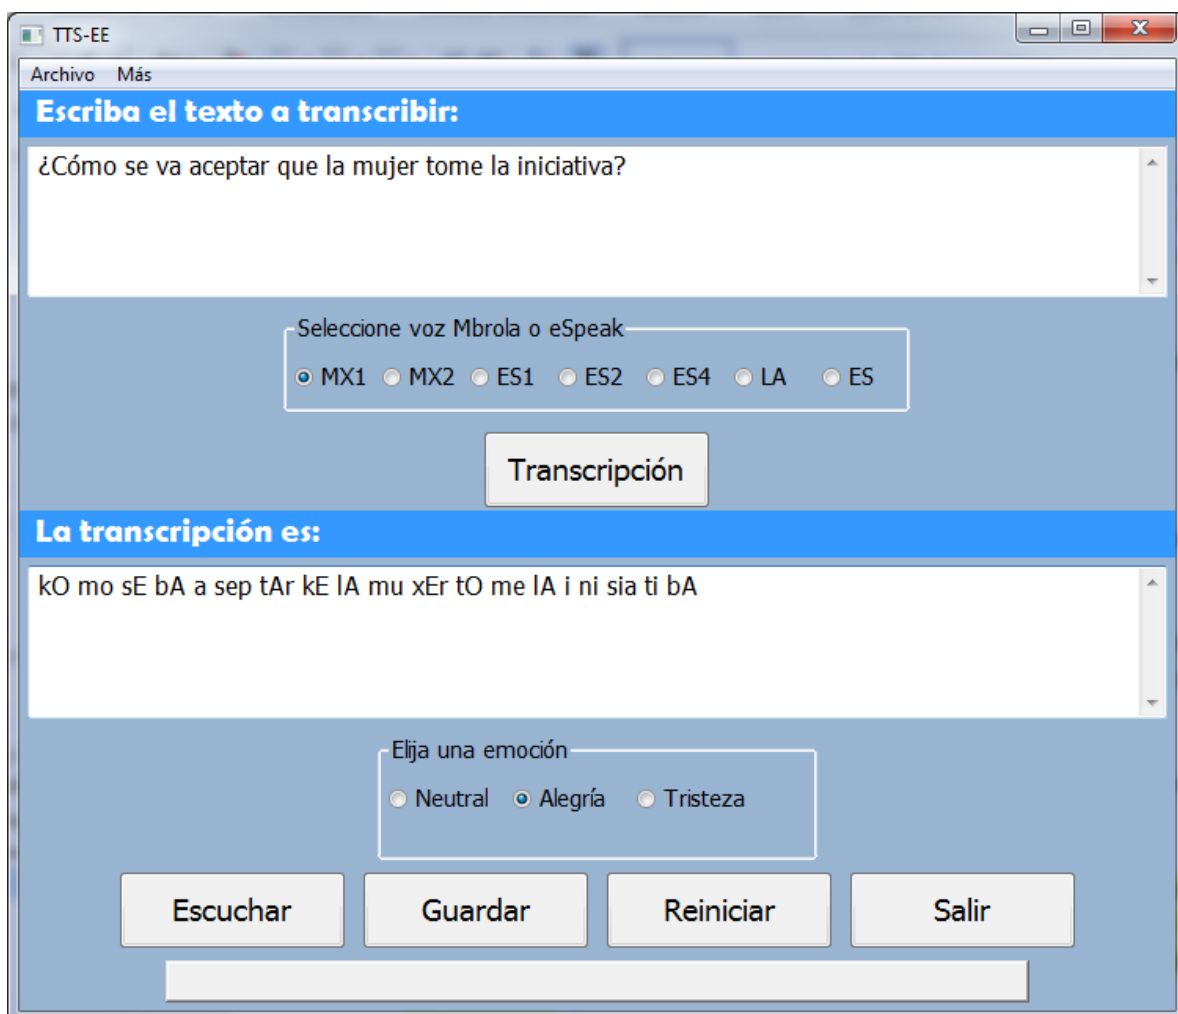 TTS-EE
Archivo Más
Escriba el texto a transcribir:
¿Cómo se va aceptar que la mujer tome la iniciativa?
Seleccione voz Mbrola o eSpeak
MX1 MX2 ES1 ES2 ES4 LA ES
Transcripción
La transcripción es:
kO mo sE bA a sep tAr kE lA mu xEr tO me lA i ni sia ti bA
Elija una emoción
Neutral Alegría Tristeza
Escuchar Guardar Reiniciar Salir